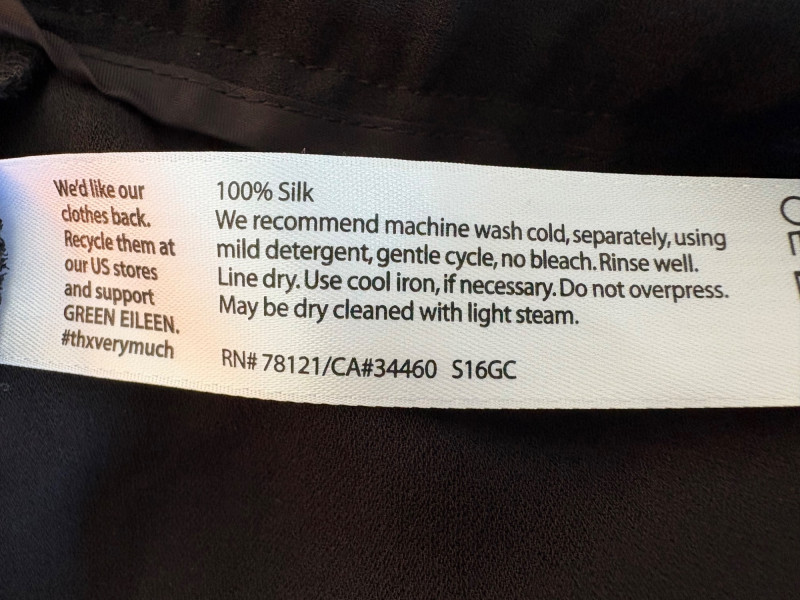 We'd like our
clothes back.
Recycle them at
our US stores
and support
GREEN EILEEN.
#thxverymuch
100% Silk
We recommend machine wash cold, separately, using
mild detergent, gentle cycle, no bleach. Rinse well.
Line dry. Use cool iron, if necessary. Do not overpress.
May be dry cleaned with light steam.
RN# 78121/CA#34460 S16GC